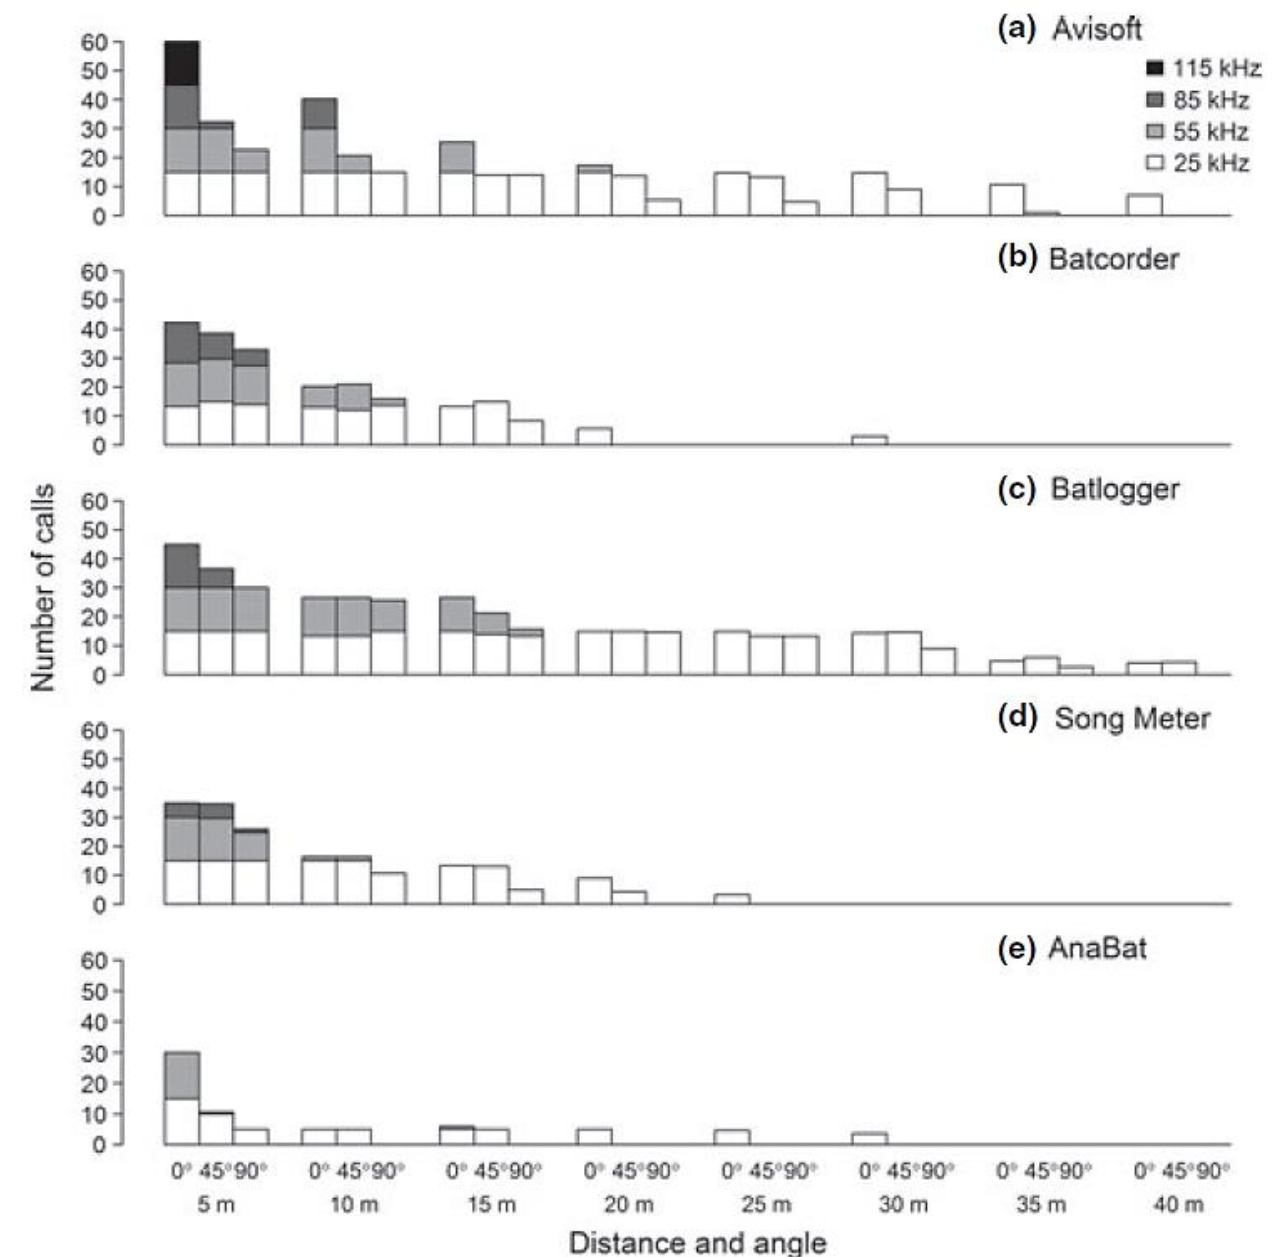 (a) Avisoft
115 kHz
85 kHz
55 kHz
25 kHz
60
50
40
30
20
10
0
(b) Batcorder
60
50
40
30
20
10
0
(c) Batlogger
60
50
40
30
20
10
0
Number of calls
(d) Song Meter
60
50
40
30
20
10
0
(e) AnaBat
60
50
40
30
20
10
0
0° 45°90° 0° 45°90° 0° 45°90° 0° 45°90° 0° 45°90° 0° 45°90° 0° 45°90° 0° 45°90°
5 m 10 m 15 m 20 m 25 m 30 m 35 m 40 m
Distance and angle